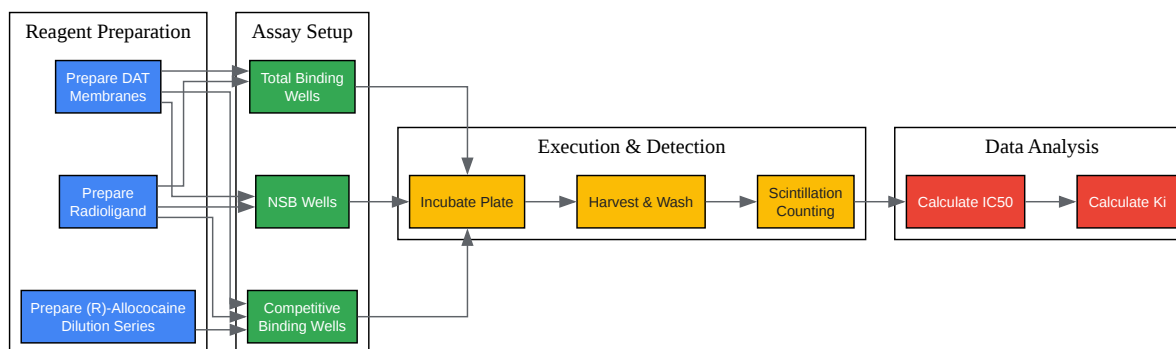 Reagent Preparation
Prepare DAT
Membranes
Prepare
Radioligand
Prepare (R)-Allococaine
Dilution Series
Assay Setup
Total Binding
Wells
NSB Wells
Competitive
Binding Wells
Execution & Detection
Incubate Plate
Harvest & Wash
Scintillation
Counting
Data Analysis
Calculate IC50
Calculate Ki